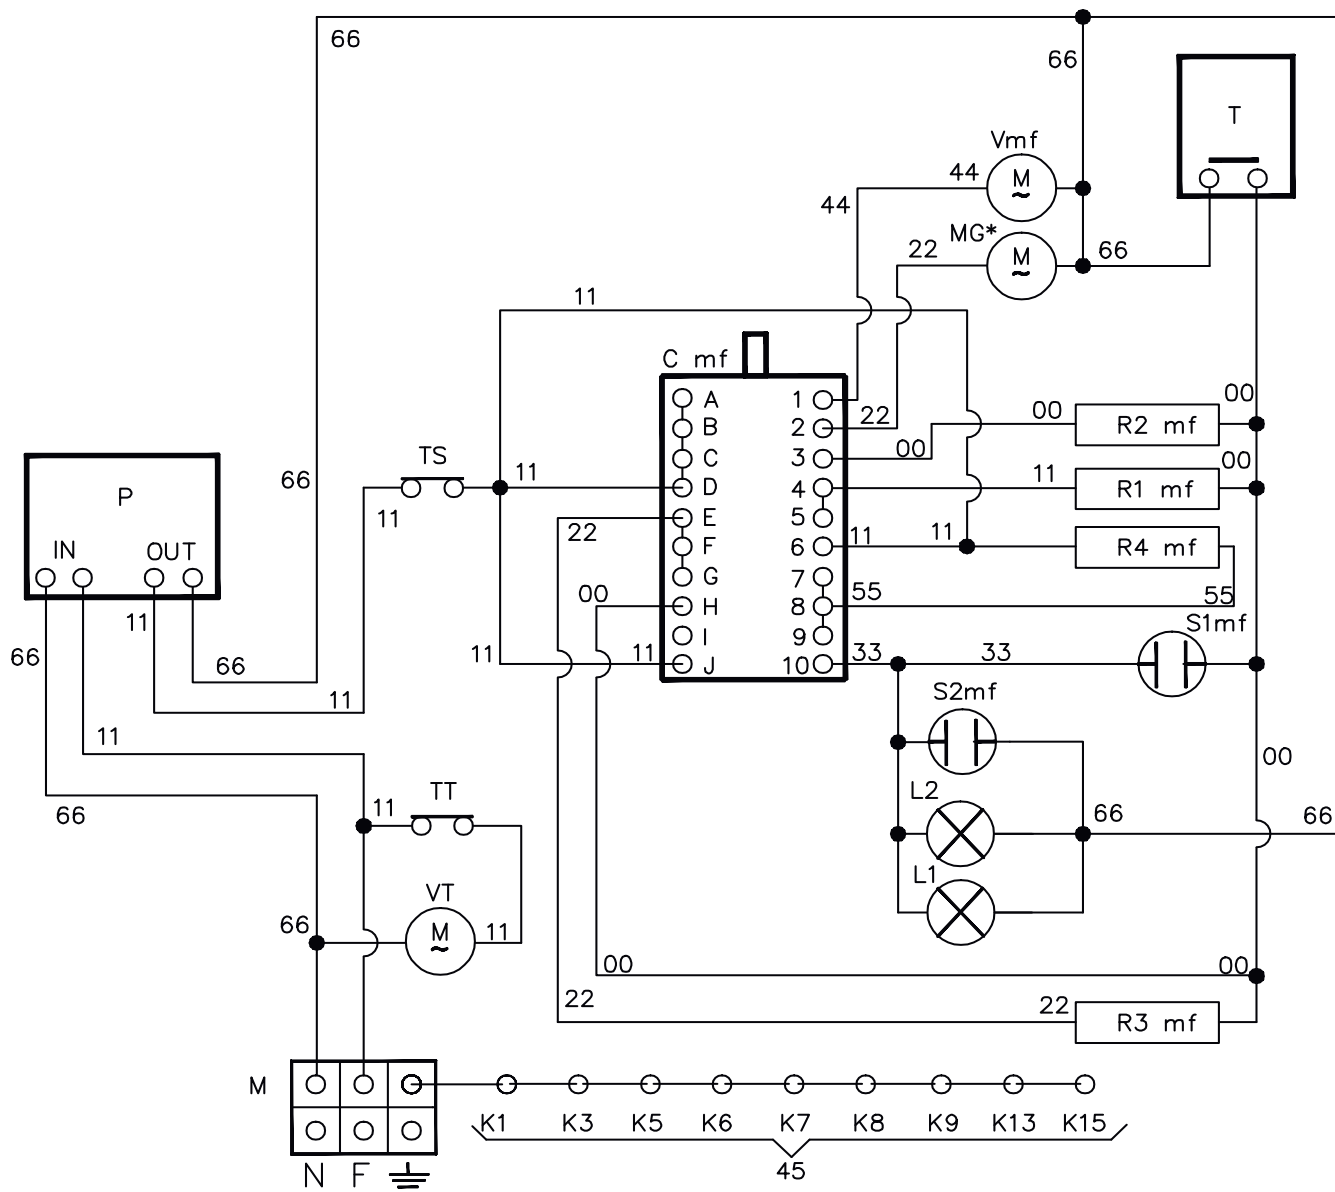 66
66
T
Vmf
44 M
~
44
MG*
22 M 66
~
11
C mf
A 1
B 2 22
C 3 00
D 4
E 5
F 6 11
G 7
H 8 55
I 9
J 10 33
00 R2 mf 00
11 R1 mf 00
11 R4 mf
55
66
TS
11
11
P
IN OUT
22
00
11
66
66
11
11 11
33
S1mf
S2mf
11
66
TT
11
L2
66
00
66
L1
VT
66
M
~
11
00
00
22
22 R3 mf
M
K1 K3 K5 K6 K7 K8 K9 K13 K15
45
N F